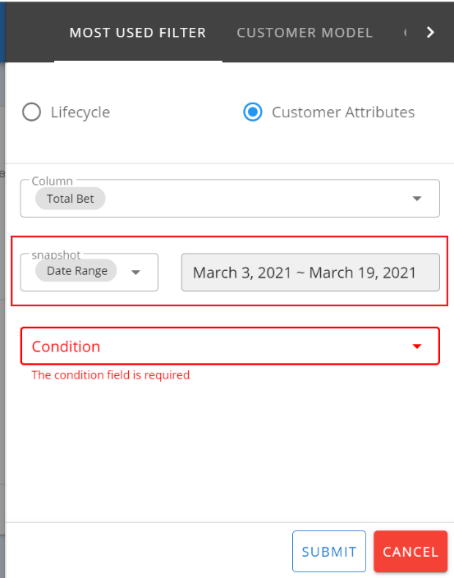 MOST USED FILTER CUSTOMER MODEL
Lifecycle Customer Attributes
Column
Total Bet
snapshot
Date Range March 3, 2021 ~ March 19, 2021
Condition
The condition field is required
SUBMIT CANCEL